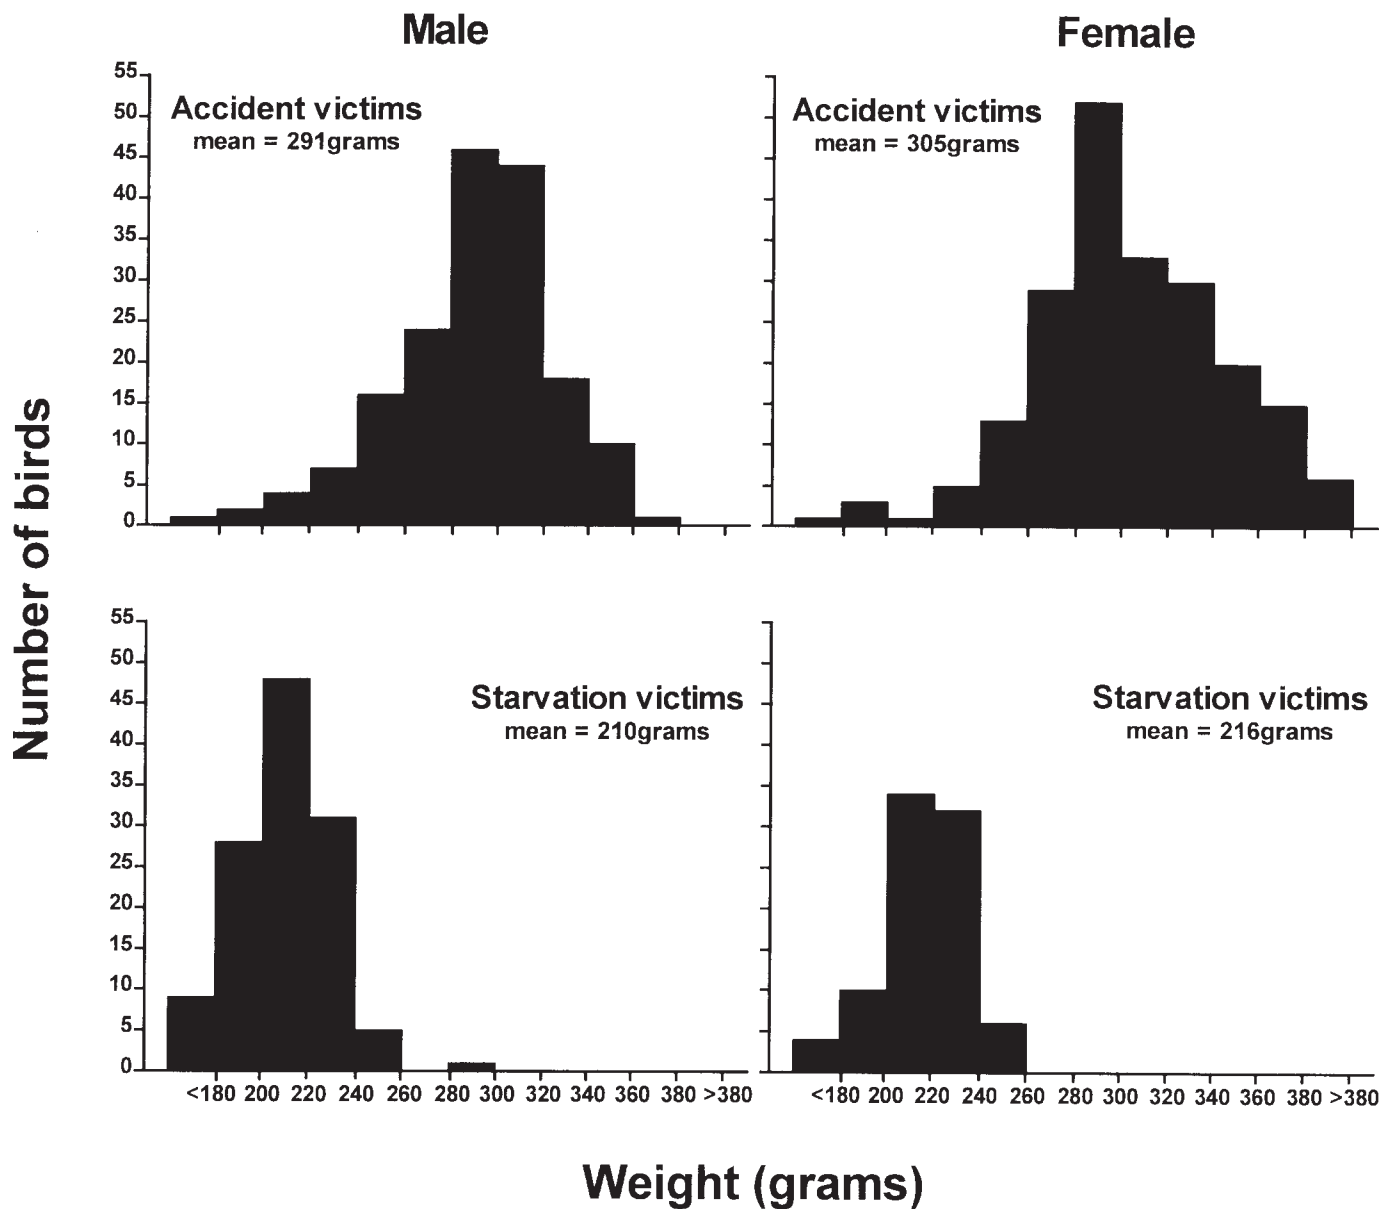 Male
Female
Accident victims
mean = 291grams
Accident victims
mean = 305grams
55
50
45
40
35
30
25
20
15
10
5
0
Number of birds
Starvation victims
mean = 210grams
Starvation victims
mean = 216grams
55
50
45
40
35
30
25
20
15
10
5
0
<180 200 220 240 260 280 300 320 340 360 380 >380
<180 200 220 240 260 280 300 320 340 360 380 >380
Weight (grams)